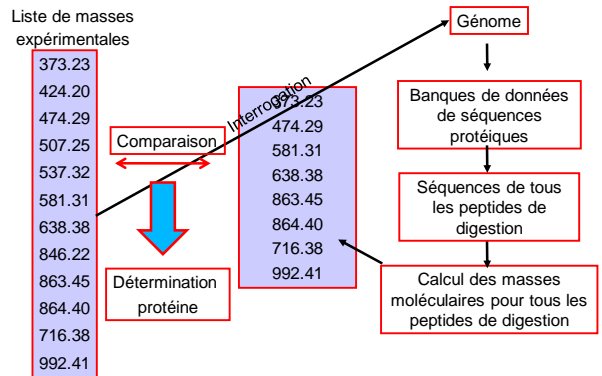 Liste de masses
expérimentales
373.23
424.20
474.29
507.25
537.32
581.31
638.38
846.22
863.45
864.40
716.38
992.41
Comparaison
Détermination
protéine
Interrogation
373.23
474.29
581.31
638.38
863.45
864.40
716.38
992.41
Génome
Banques de données
de séquences
protéiques
Séquences de tous
les peptides de
digestion
Calcul des masses
moléculaires pour tous les
peptides de digestion